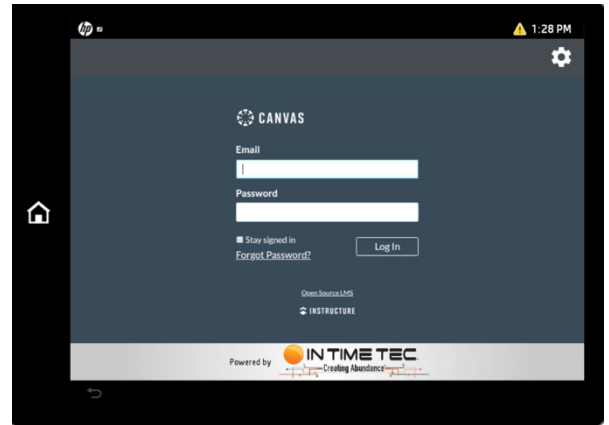 hp
1:28 PM
CANVAS
Email
Password
Stay signed in
Log In
Forgot Password?
Open Source LMS
INSTRUCTURE
Powered by
IN TIME TEC
Creating Abundance